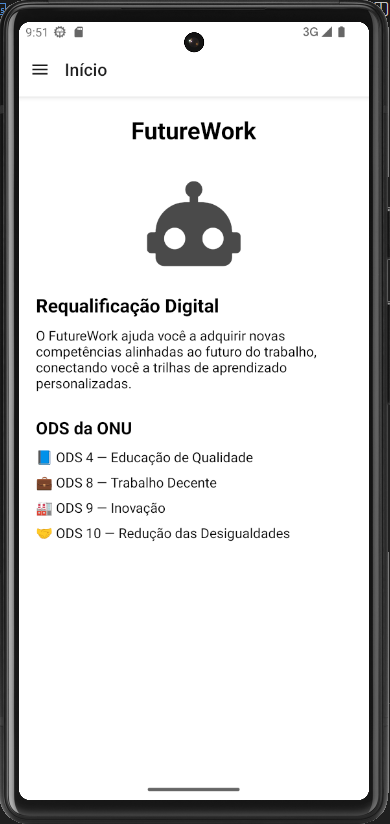 9:51
3G
Início
FutureWork
Requalificação Digital
O FutureWork ajuda você a adquirir novas
competências alinhadas ao futuro do trabalho,
conectando você a trilhas de aprendizado
personalizadas.
ODS da ONU
📘 ODS 4 — Educação de Qualidade
💼 ODS 8 — Trabalho Decente
🏭 ODS 9 — Inovação
🤝 ODS 10 — Redução das Desigualdades